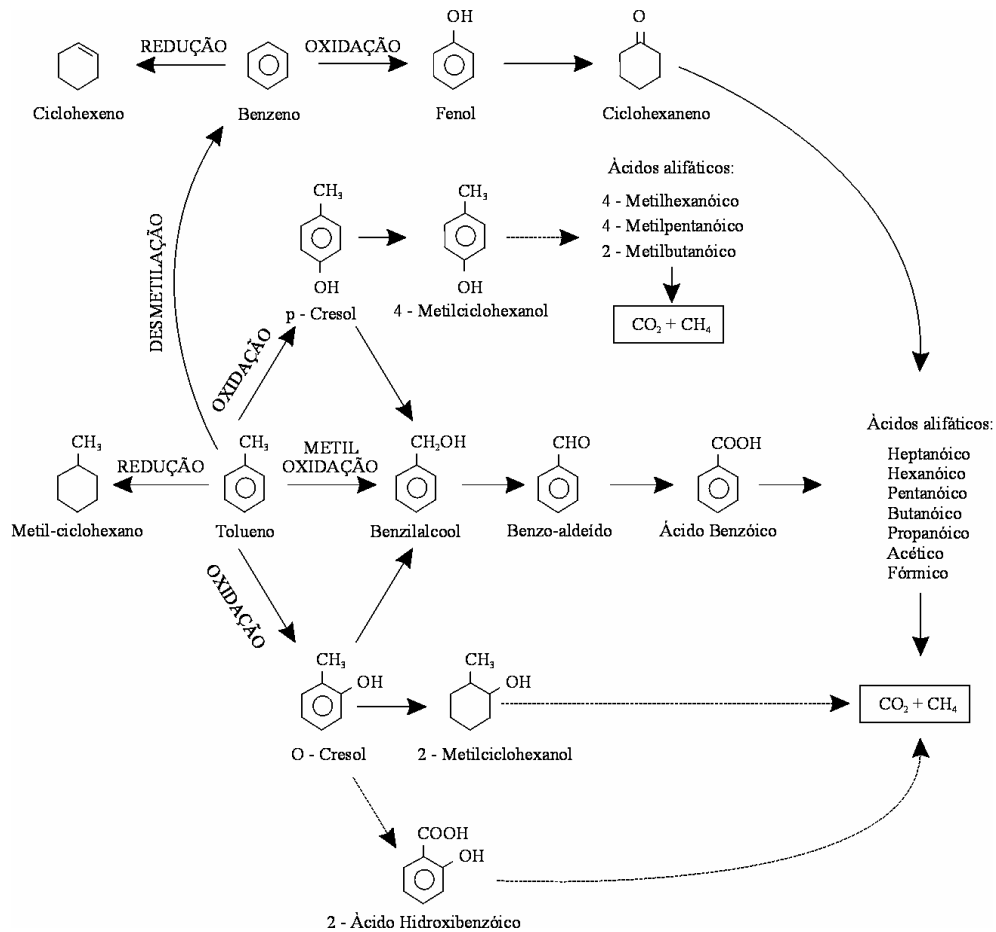 OH
O
REDUÇÃO
OXIDAÇÃO
Ciclohexeno
Benzeno
Fenol
Ciclohexaneno
CH₃
OH
p - Cresol
CH₃
OH
4 - Metilciclohexanol
Àcidos alifáticos:
4 - Metilhexanóico
4 - Metilpentanóico
2 - Metilbutanóico
CO₂ + CH₄
DESMETILAÇÃO
OXIDAÇÃO
CH₃
REDUÇÃO
Metil-ciclohexano
CH₃
Tolueno
METIL
OXIDAÇÃO
CH₂OH
Benzilalcool
CHO
Benzo-aldeído
COOH
Ácido Benzóico
Àcidos alifáticos:
Heptanóico
Hexanóico
Pentanóico
Butanóico
Propanóico
Acético
Fórmico
CO₂ + CH₄
OXIDAÇÃO
CH₃
OH
O - Cresol
CH₃
OH
2 - Metilciclohexanol
COOH
OH
2 - Àcido Hidroxibenzóico